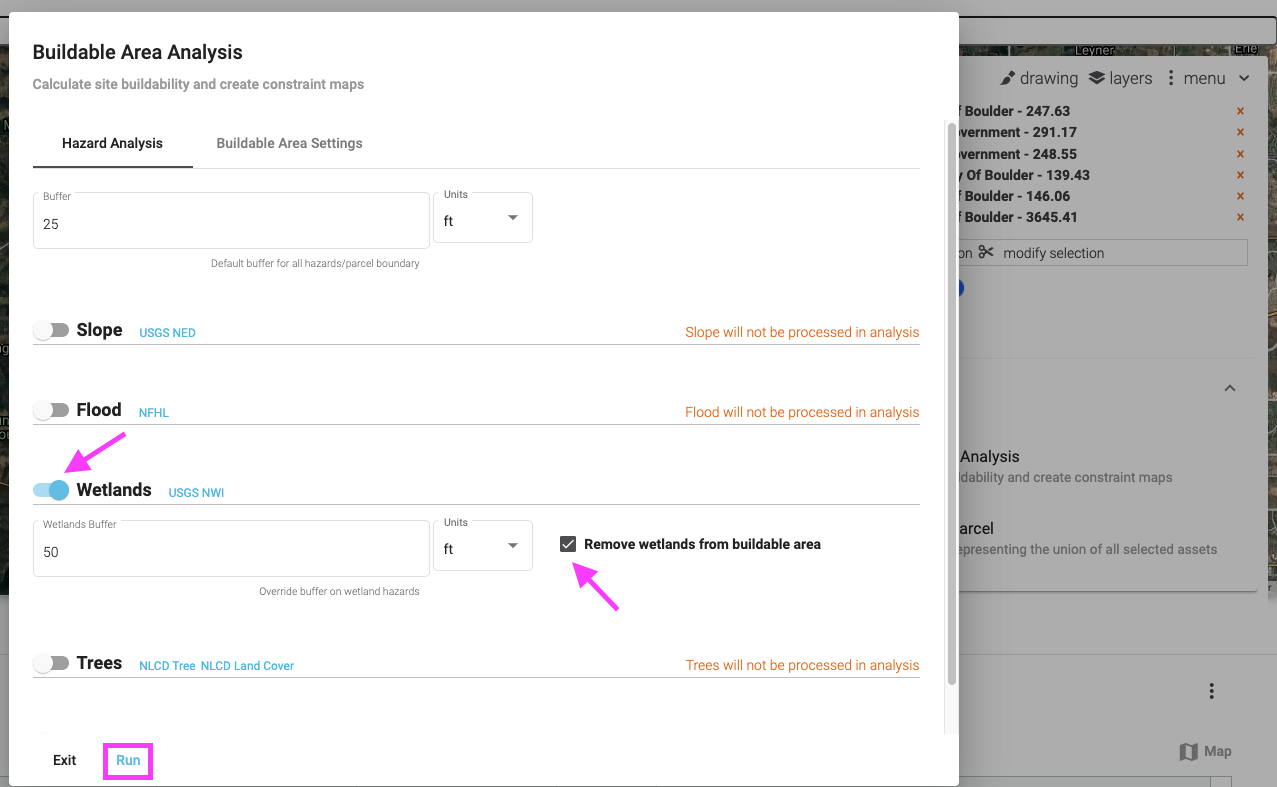 Buildable Area Analysis
Calculate site buildability and create constraint maps
Hazard Analysis
Buildable Area Settings
Buffer
25
Units
ft
Default buffer for all hazards/parcel boundary
Slope USGS NED Slope will not be processed in analysis
Flood NFHL Flood will not be processed in analysis
Wetlands USGS NWI
Wetlands Buffer
50
Units
ft
Remove wetlands from buildable area
Override buffer on wetland hazards
Trees NLCD Tree NLCD Land Cover Trees will not be processed in analysis
Exit Run
Leyner Erie
drawing layers menu
f Boulder - 247.63 ×
vernment - 291.17 ×
vernment - 248.55 ×
y Of Boulder - 139.43 ×
f Boulder - 146.06 ×
f Boulder - 3645.41 ×
on modify selection
Analysis
dability and create constraint maps
arcel
epresenting the union of all selected assets
Map